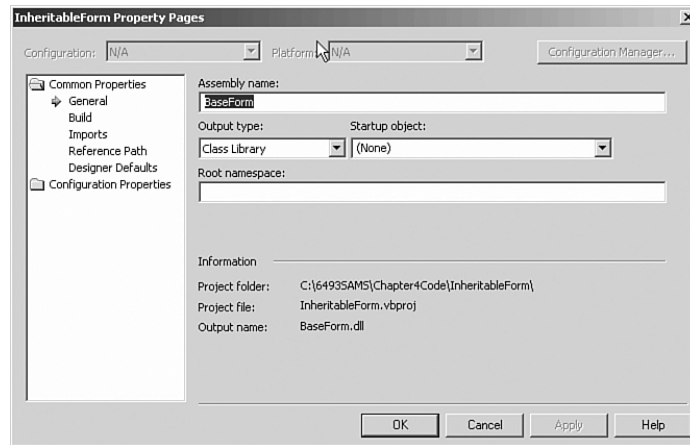 InheritableForm Property Pages
Configuration: N/A Platform: N/A Configuration Manager...
Common Properties
General
Build
Imports
Reference Path
Designer Defaults
Configuration Properties
Assembly name:
BaseForm
Output type: Startup object:
Class Library (None)
Root namespace:
Information
Project folder: C:\6493SAMS\Chapter4Code\InheritableForm\
Project file: InheritableForm.vbproj
Output name: BaseForm.dll
OK Cancel Apply Help